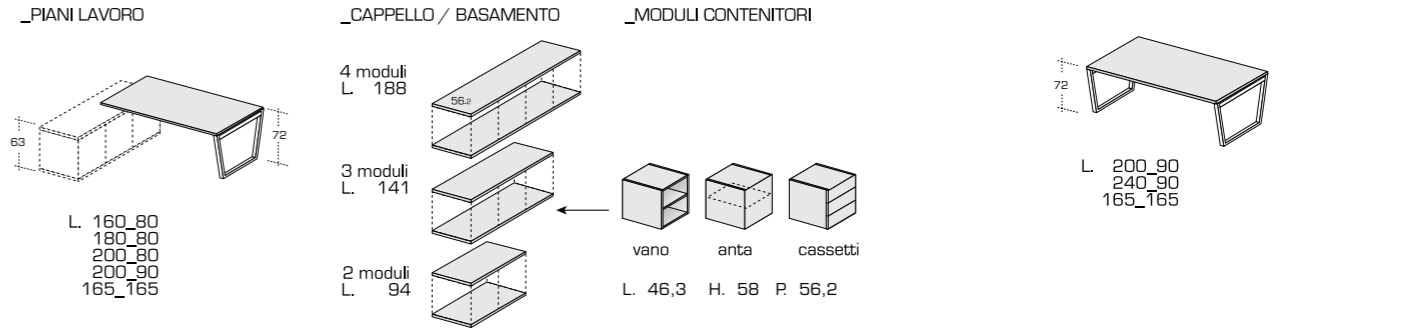 _PIANI LAVORO
63
72
L. 160_80
180_80
200_80
200_90
165_165
_CAPPELLO / BASAMENTO
4 moduli
L. 188
56.2
3 moduli
L. 141
2 moduli
L. 94
_MODULI CONTENITORI
vano anta cassetti
L. 46,3 H. 58 P. 56,2
72
L. 200_90
240_90
165_165